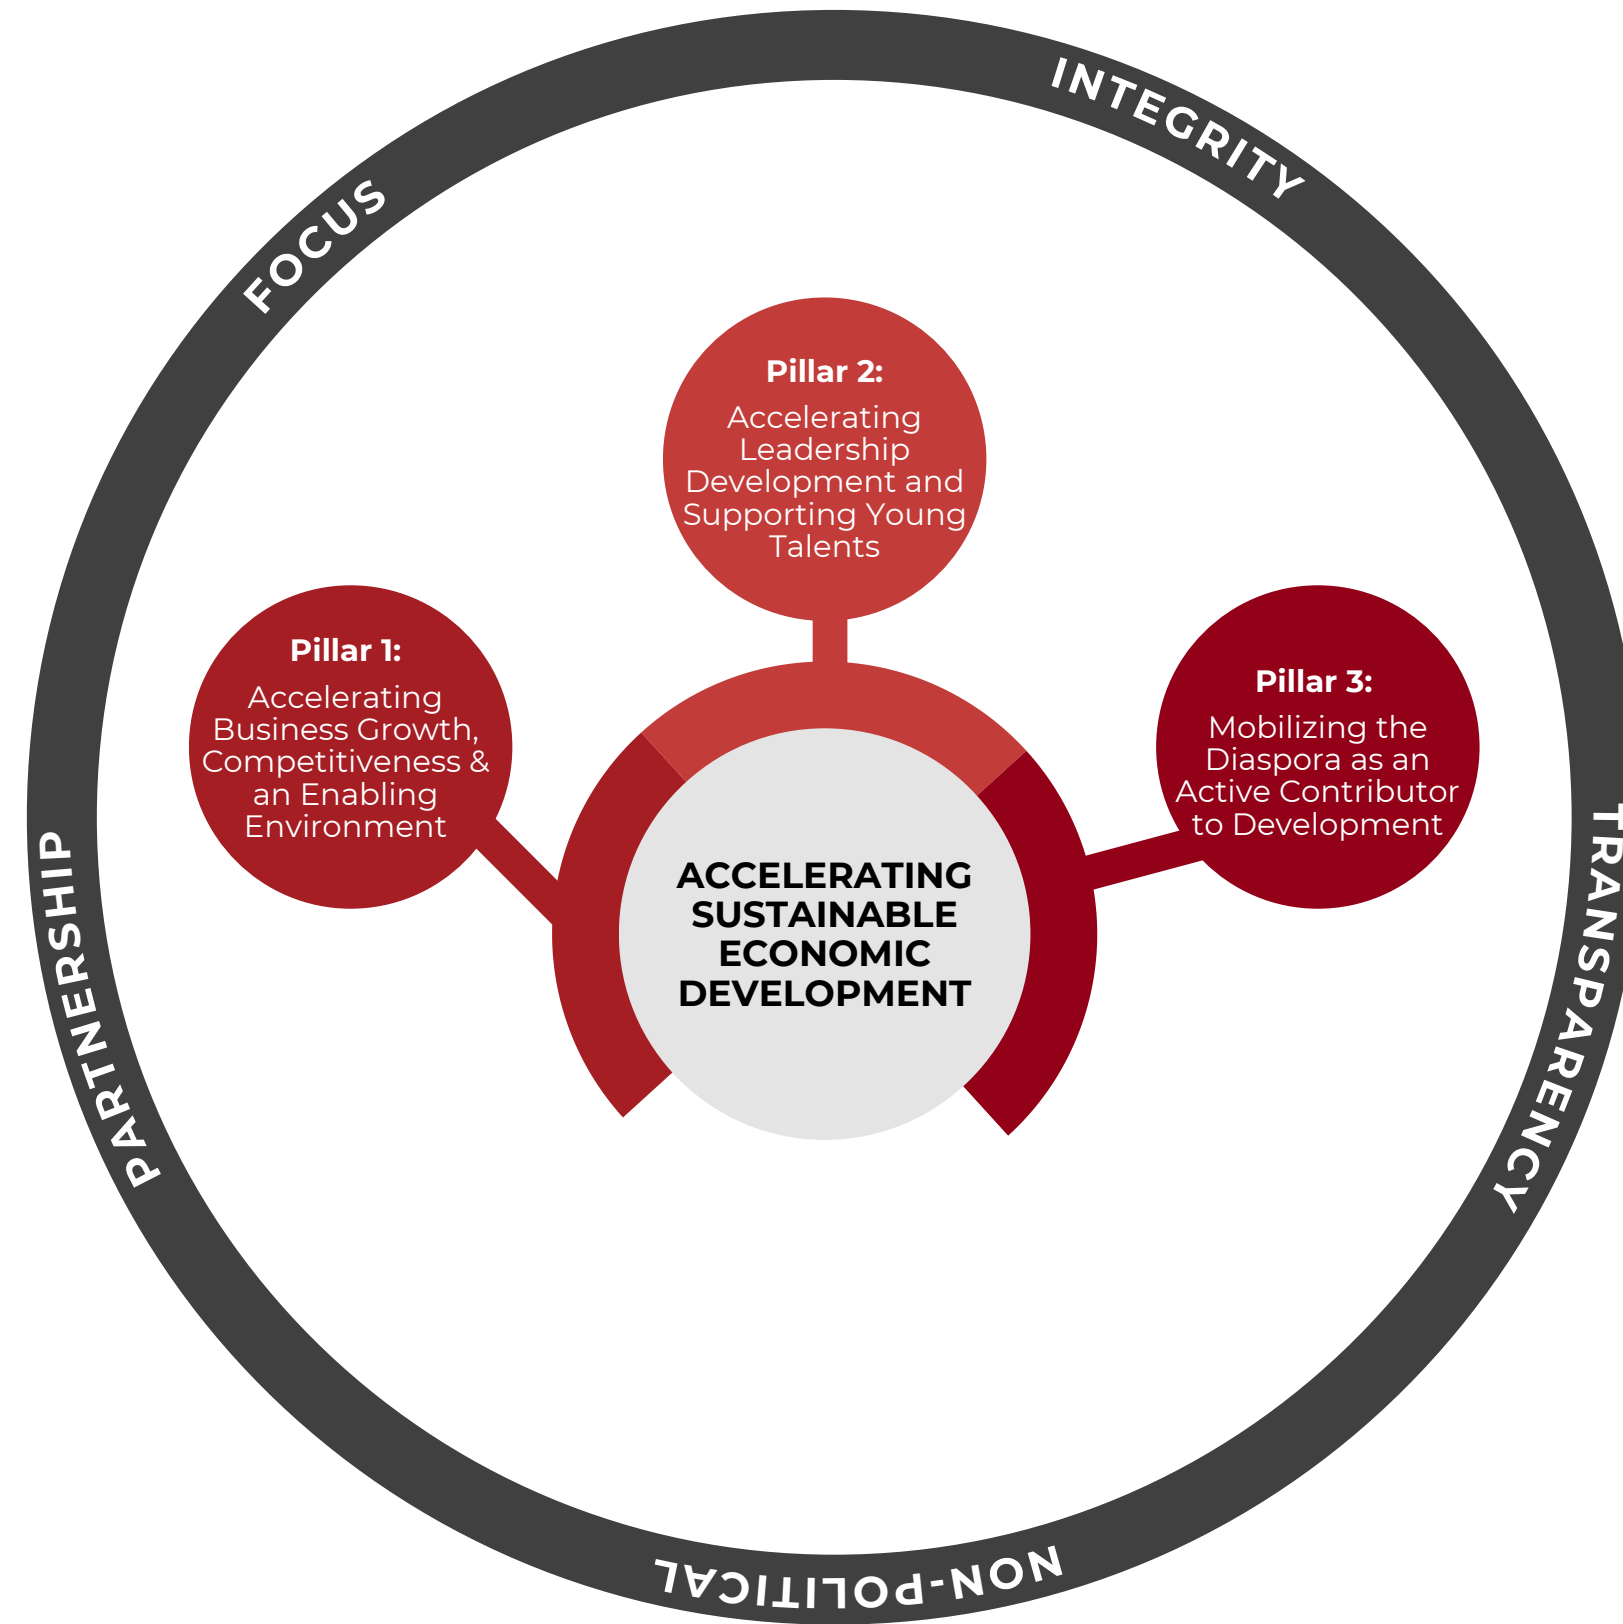 FOCUS
INTEGRITY
Pillar 2:
Accelerating
Leadership
Development and
Supporting Young
Talents
Pillar 1:
Accelerating
Business Growth,
Competitiveness &
an Enabling
Environment
Pillar 3:
Mobilizing the
Diaspora as an
Active Contributor
to Development
ACCELERATING
SUSTAINABLE
ECONOMIC
DEVELOPMENT
PARTNERSHIP
TRANSPARENCY
NON-POLITICAL